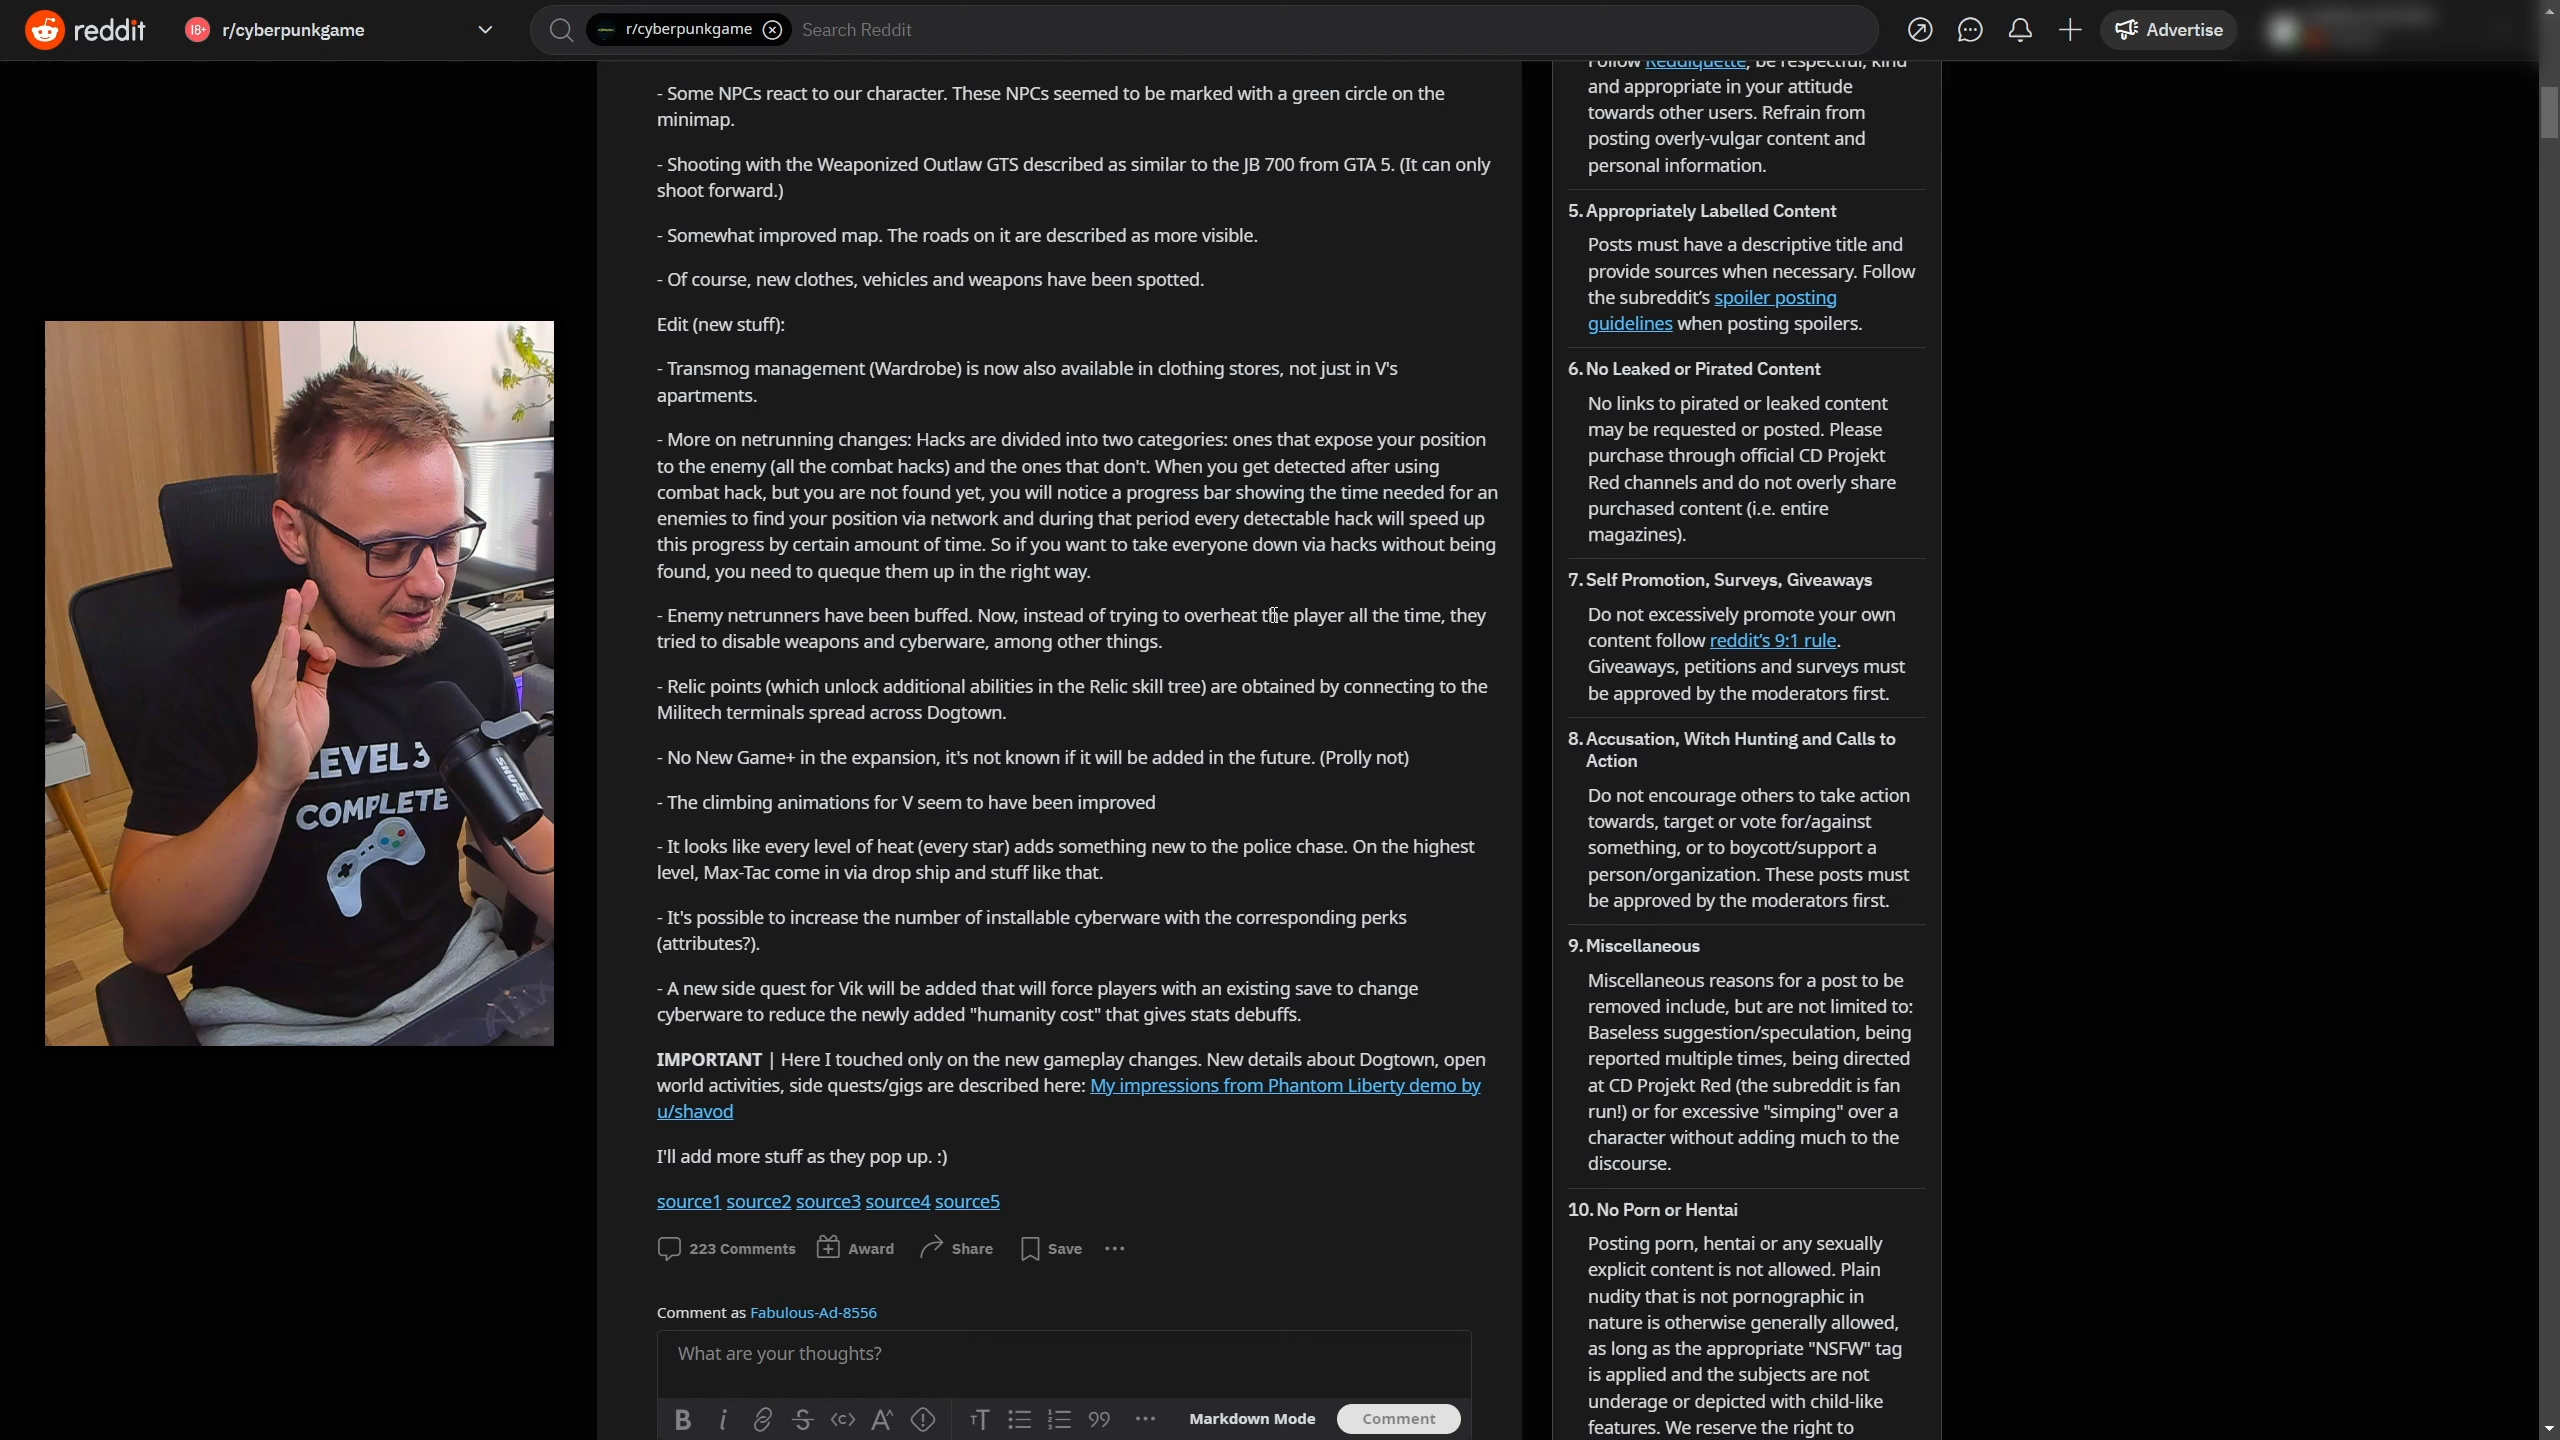 reddit
18+
r/cyberpunkgame
r/cyberpunkgame
Search Reddit
Advertise
- Some NPCs react to our character. These NPCs seemed to be marked with a green circle on the
minimap.
- Shooting with the Weaponized Outlaw GTS described as similar to the JB 700 from GTA 5. (It can only
shoot forward.)
- Somewhat improved map. The roads on it are described as more visible.
- Of course, new clothes, vehicles and weapons have been spotted.
Edit (new stuff):
- Transmog management (Wardrobe) is now also available in clothing stores, not just in V's
apartments.
- More on netrunning changes: Hacks are divided into two categories: ones that expose your position
to the enemy (all the combat hacks) and the ones that don't. When you get detected after using
combat hack, but you are not found yet, you will notice a progress bar showing the time needed for an
enemies to find your position via network and during that period every detectable hack will speed up
this progress by certain amount of time. So if you want to take everyone down via hacks without being
found, you need to queque them up in the right way.
- Enemy netrunners have been buffed. Now, instead of trying to overheat the player all the time, they
tried to disable weapons and cyberware, among other things.
- Relic points (which unlock additional abilities in the Relic skill tree) are obtained by connecting to the
Militech terminals spread across Dogtown.
- No New Game+ in the expansion, it's not known if it will be added in the future. (Prolly not)
- The climbing animations for V seem to have been improved
- It looks like every level of heat (every star) adds something new to the police chase. On the highest
level, Max-Tac come in via drop ship and stuff like that.
- It's possible to increase the number of installable cyberware with the corresponding perks
(attributes?).
- A new side quest for Vik will be added that will force players with an existing save to change
cyberware to reduce the newly added "humanity cost" that gives stats debuffs.
IMPORTANT | Here I touched only on the new gameplay changes. New details about Dogtown, open
world activities, side quests/gigs are described here: My impressions from Phantom Liberty demo by
u/shavod
I'll add more stuff as they pop up. :)
source1 source2 source3 source4 source5
223 Comments Award Share Save
Comment as Fabulous-Ad-8556
What are your thoughts?
Markdown Mode
Comment
Follow Reddiquette, be respectful, kind
and appropriate in your attitude
towards other users. Refrain from
posting overly-vulgar content and
personal information.
5. Appropriately Labelled Content
Posts must have a descriptive title and
provide sources when necessary. Follow
the subreddit's spoiler posting
guidelines when posting spoilers.
6. No Leaked or Pirated Content
No links to pirated or leaked content
may be requested or posted. Please
purchase through official CD Projekt
Red channels and do not overly share
purchased content (i.e. entire
magazines).
7. Self Promotion, Surveys, Giveaways
Do not excessively promote your own
content follow reddit's 9:1 rule.
Giveaways, petitions and surveys must
be approved by the moderators first.
8. Accusation, Witch Hunting and Calls to
Action
Do not encourage others to take action
towards, target or vote for/against
something, or to boycott/support a
person/organization. These posts must
be approved by the moderators first.
9. Miscellaneous
Miscellaneous reasons for a post to be
removed include, but are not limited to:
Baseless suggestion/speculation, being
reported multiple times, being directed
at CD Projekt Red (the subreddit is fan
run!) or for excessive "simping" over a
character without adding much to the
discourse.
10. No Porn or Hentai
Posting porn, hentai or any sexually
explicit content is not allowed. Plain
nudity that is not pornographic in
nature is otherwise generally allowed,
as long as the appropriate "NSFW" tag
is applied and the subjects are not
underage or depicted with child-like
features. We reserve the right to
LEVEL 3
COMPLETE
SHURE